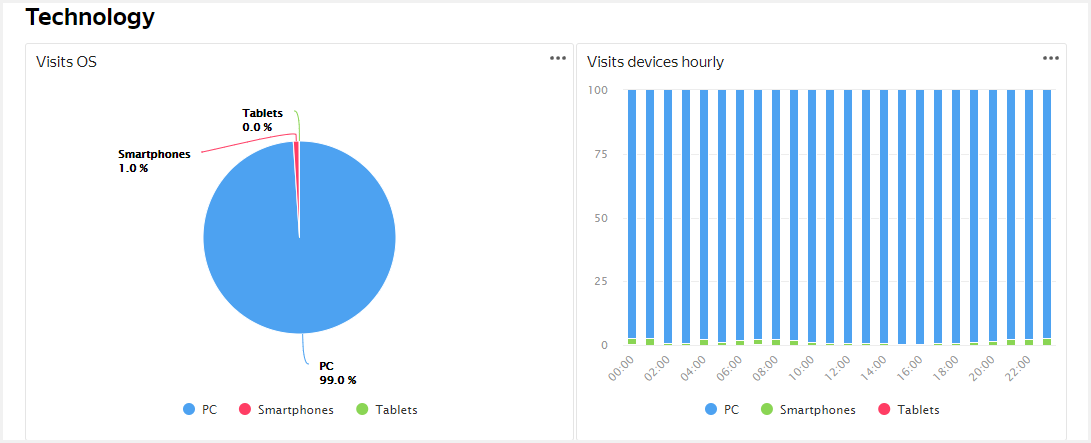 Technology
Visits OS
Tablets
0.0 %
Smartphones
1.0 %
PC
99.0 %
PC Smartphones Tablets
Visits devices hourly
100
75
50
25
0
00:00 02:00 04:00 06:00 08:00 10:00 12:00 14:00 16:00 18:00 20:00 22:00
PC Smartphones Tablets